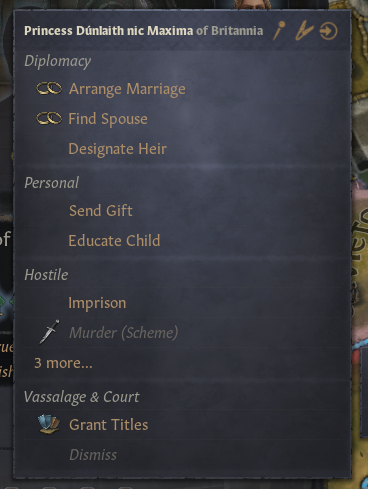 Princess Dúnlaith nic Maxima of Britannia
Diplomacy
Arrange Marriage
Find Spouse
Designate Heir
Personal
Send Gift
Educate Child
Hostile
Imprison
Murder (Scheme)
3 more...
Vassalage & Court
Grant Titles
Dismiss
of